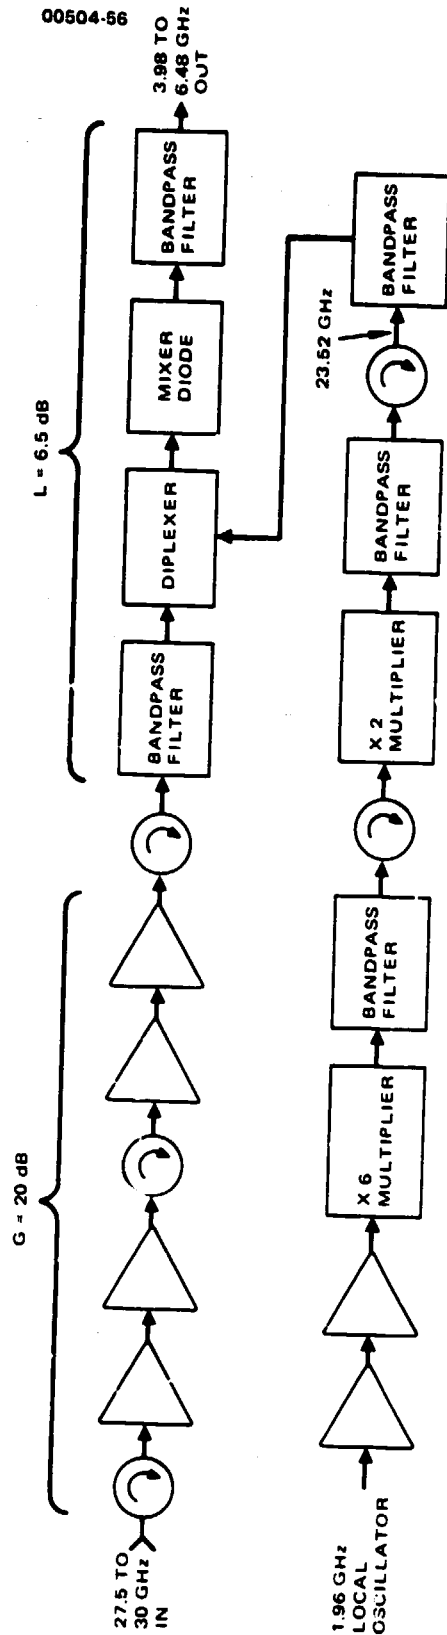 00504-56
27.5 TO
30 GHz
IN
G = 20 dB
L = 6.5 dB
BANDPASS
FILTER
DIPLEXER
MIXER
DIODE
BANDPASS
FILTER
3.98 TO
6.48 GHz
OUT
1.96 GHz
LOCAL
OSCILLATOR
X 6
MULTIPLIER
BANDPASS
FILTER
X 2
MULTIPLIER
BANDPASS
FILTER
23.52 GHz
BANDPASS
FILTER